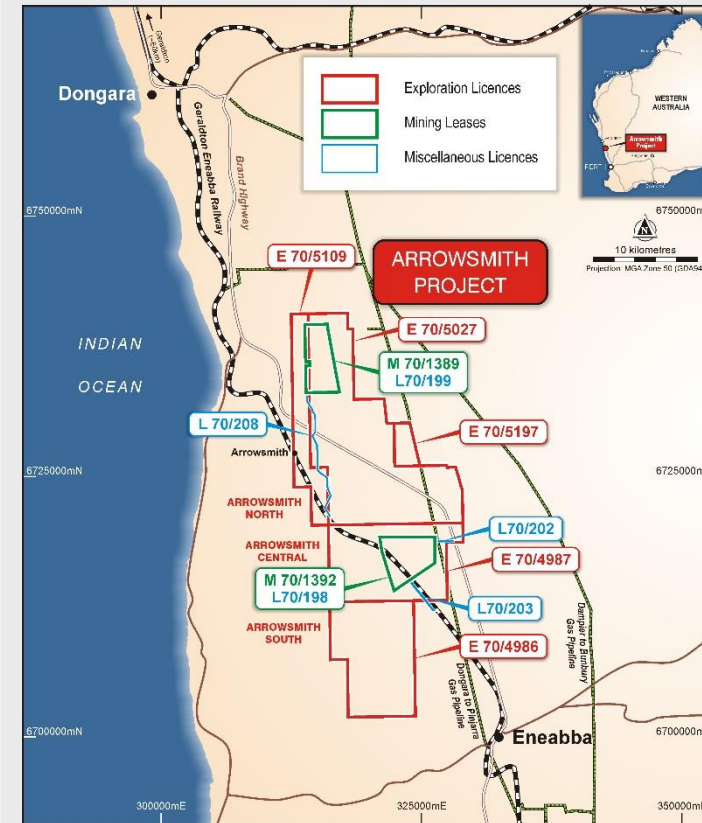 Geraldton
(~60km)
Dongara
Geraldton Eneabba Railway
Brand Highway
Exploration Licences
Mining Leases
Miscellaneous Licences
WESTERN
AUSTRALIA
Arrowsmith
Project
PERTH
6750000mN
6750000mN
N
10 kilometres
Projection: MGA Zone 50 (GDA94
E 70/5109
ARROWSMITH
PROJECT
E 70/5027
INDIAN
OCEAN
M 70/1389
L70/199
L 70/208
E 70/5197
Arrowsmith
6725000mN
6725000mN
ARROWSMITH
NORTH
L70/202
ARROWSMITH
CENTRAL
E 70/4987
M 70/1392
L70/198
L70/203
ARROWSMITH
SOUTH
E 70/4986
Dampier to Bunbury
Gas Pipeline
Dongara to Pinjarra
Gas Pipeline
6700000mN
6700000mN
Eneabba
300000mE
325000mE
350000mE